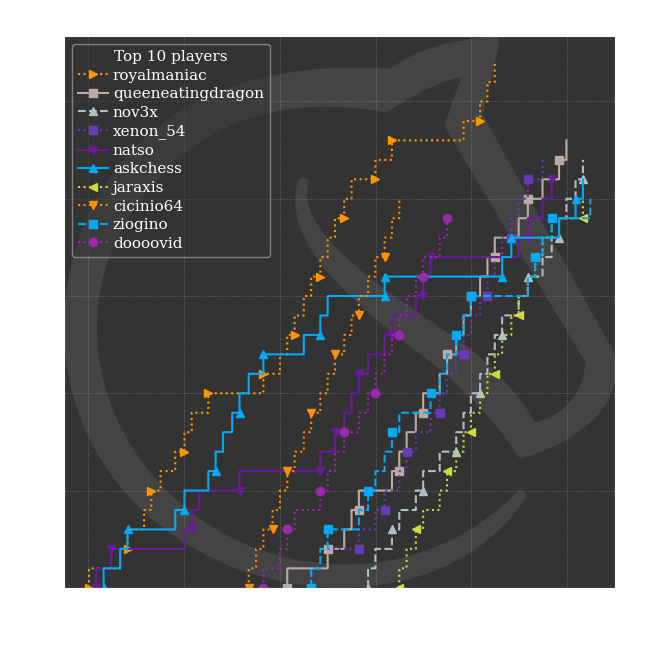 Top 10 players
royalmaniac
queeneatingdragon
nov3x
xenon_54
natso
askchess
jaraxis
cicinio64
ziogino
doooovid